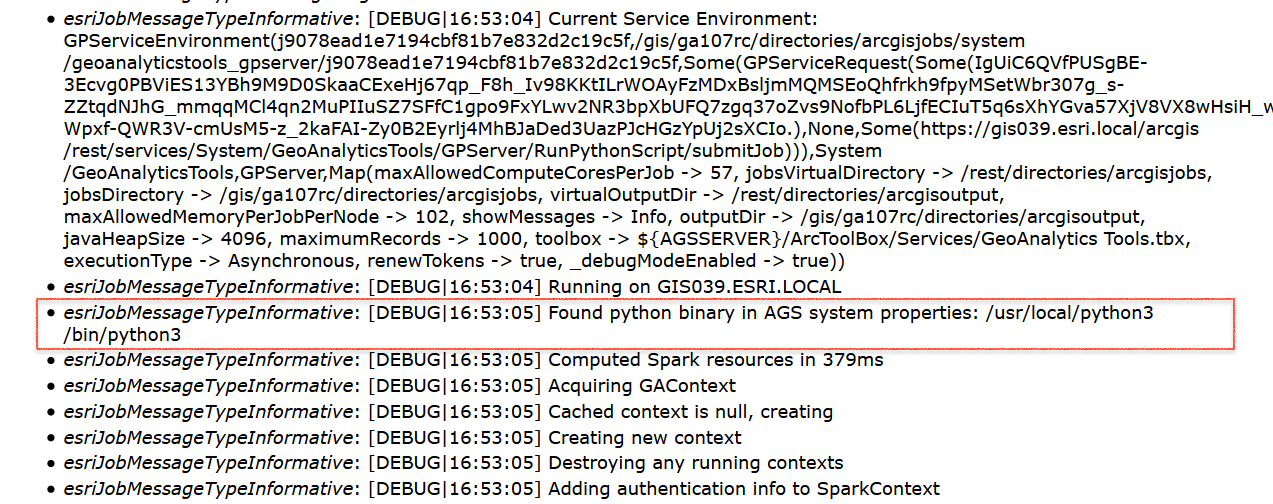 esriJobMessageTypeInformative: [DEBUG|16:53:04] Current Service Environment:
GPServiceEnvironment(j9078ead1e7194cbf81b7e832d2c19c5f,/gis/ga107rc/directories/arcgisjobs/system
/geoanalyticstools_gpserver/j9078ead1e7194cbf81b7e832d2c19c5f,Some(GPServiceRequest(Some(IgUiC6QVfPUSgBE-
3Ecvg0PBViES13YBh9M9D0SkaaCExeHj67qp_F8h_Iv98KKtILrWOAyFzMDxBsljmMQMSEoQhfrkh9fpyMSetWbr307g_s-
ZZtqdNJhG_mmqqMCl4qn2MuPIIuSZ7SFfC1gpo9FxYLwv2NR3bpXbUFQ7zgq37oZvs9NofbPL6LjfECIuT5q6sXhYGva57XjV8VX8wHsiH_w
Wpxf-QWR3V-cmUsM5-z_2kaFAI-Zy0B2Eyrlj4MhBJaDed3UazPJcHGzYpUj2sXCIo.),None,Some(https://gis039.esri.local/arcgis
/rest/services/System/GeoAnalyticsTools/GPServer/RunPythonScript/submitJob))),System
/GeoAnalyticsTools,GPServer,Map(maxAllowedComputeCoresPerJob -> 57, jobsVirtualDirectory -> /rest/directories/arcgisjobs,
jobsDirectory -> /gis/ga107rc/directories/arcgisjobs, virtualOutputDir -> /rest/directories/arcgisoutput,
maxAllowedMemoryPerJobPerNode -> 102, showMessages -> Info, outputDir -> /gis/ga107rc/directories/arcgisoutput,
javaHeapSize -> 4096, maximumRecords -> 1000, toolbox -> ${AGSSERVER}/ArcToolBox/Services/GeoAnalytics Tools.tbx,
executionType -> Asynchronous, renewTokens -> true, _debugModeEnabled -> true))
esriJobMessageTypeInformative: [DEBUG|16:53:04] Running on GIS039.ESRI.LOCAL
esriJobMessageTypeInformative: [DEBUG|16:53:05] Found python binary in AGS system properties: /usr/local/python3
/bin/python3
esriJobMessageTypeInformative: [DEBUG|16:53:05] Computed Spark resources in 379ms
esriJobMessageTypeInformative: [DEBUG|16:53:05] Acquiring GAContext
esriJobMessageTypeInformative: [DEBUG|16:53:05] Cached context is null, creating
esriJobMessageTypeInformative: [DEBUG|16:53:05] Creating new context
esriJobMessageTypeInformative: [DEBUG|16:53:05] Destroying any running contexts
esriJobMessageTypeInformative: [DEBUG|16:53:05] Adding authentication info to SparkContext